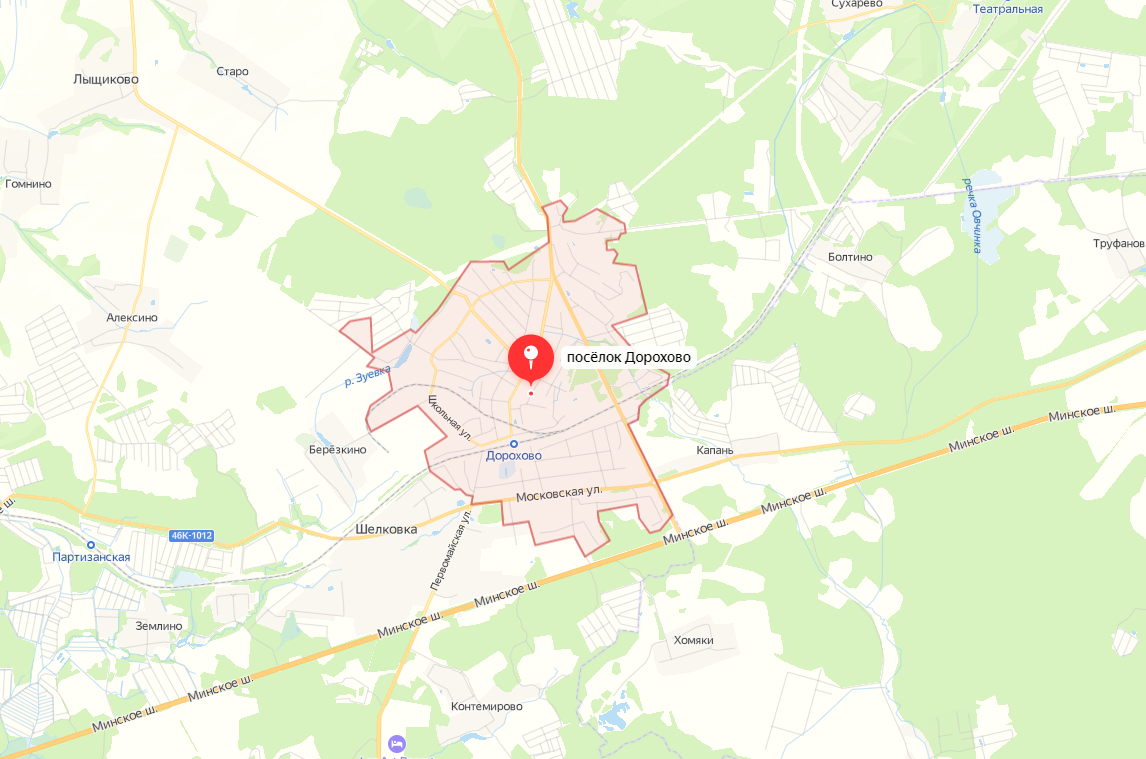 Сухарево
Театральная
Лыщиково
Старо
Гомнино
речка Овчинка
Труфанов
Болтино
Алексино
посёлок Дорохово
р. Зуевка
Школьная ул.
Минское ш.
Минское ш.
Берёзкино
Капань
Дорохово
Московская ул.
Минское ш.
е ш.
Шелковка
46К-1012
Минское ш.
Партизанская
Первомайская ул.
Минское ш.
Землино
Минское ш.
Хомяки
Минское ш.
Контемирово
Минское ш.